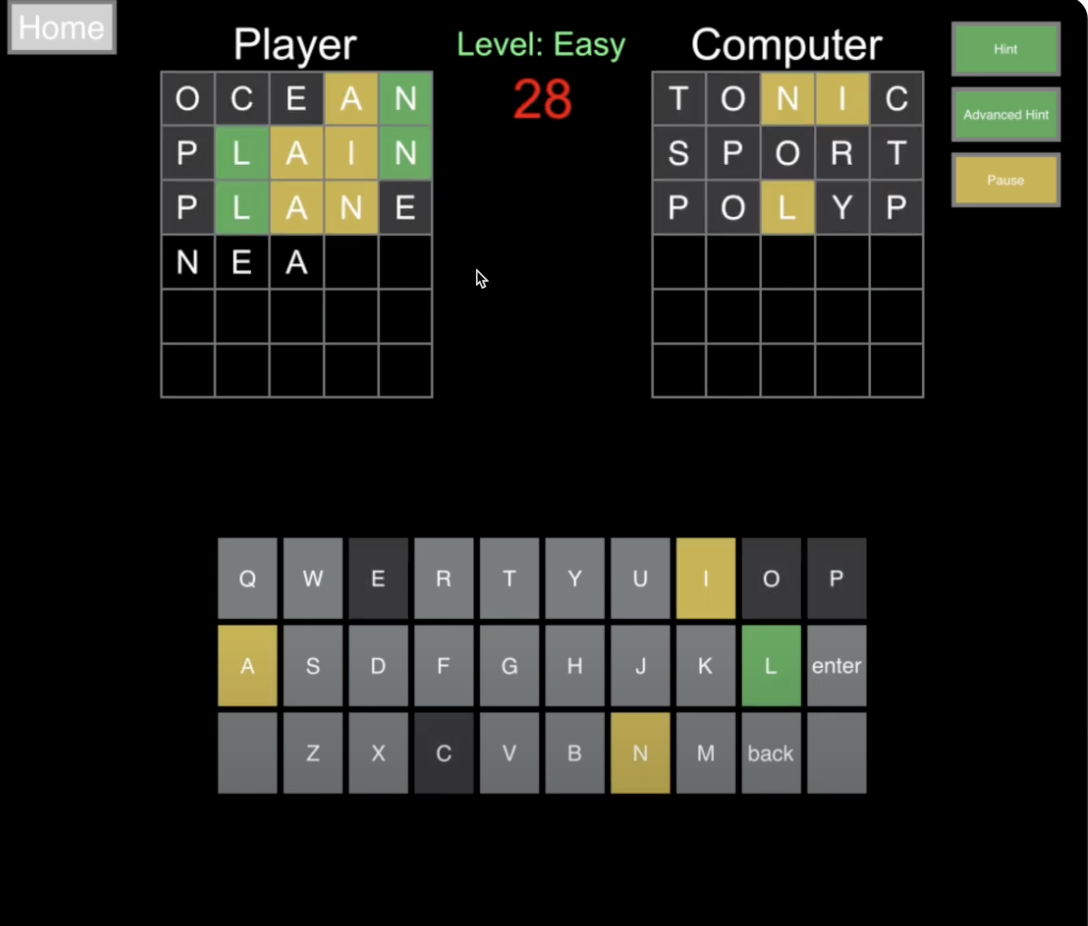 Home
Player
Level: Easy
Computer
28
O C E A N
P L A I N
P L A N E
N E A
T O N I C
S P O R T
P O L Y P
Hint
Advanced Hint
Pause
Q W E R T Y U I O P
A S D F G H J K L enter
Z X C V B N M back